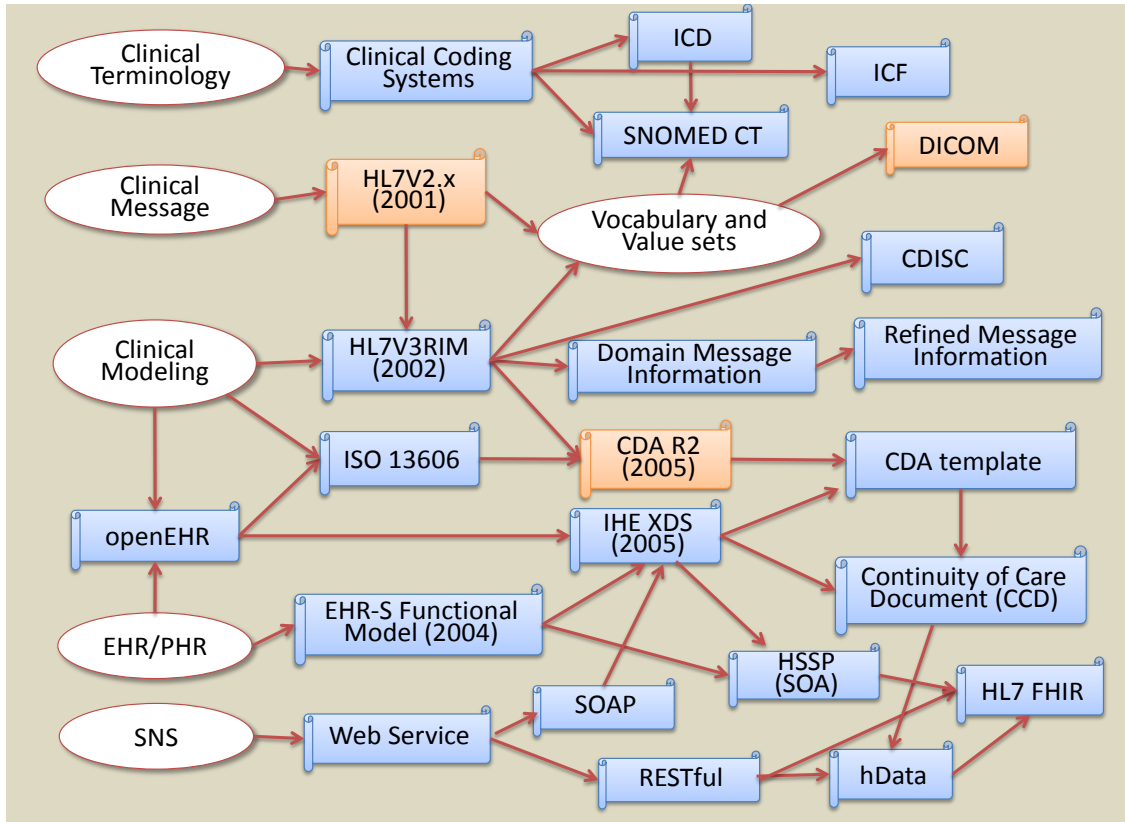 Clinical
Terminology
Clinical Coding
Systems
ICD
ICF
SNOMED CT
DICOM
Clinical
Message
HL7V2.x
(2001)
Vocabulary and
Value sets
CDISC
Clinical
Modeling
HL7V3RIM
(2002)
Domain Message
Information
Refined Message
Information
ISO 13606
CDA R2
(2005)
CDA template
openEHR
IHE XDS
(2005)
Continuity of Care
Document (CCD)
EHR/PHR
EHR-S Functional
Model (2004)
HSSP
(SOA)
HL7 FHIR
SNS
Web Service
SOAP
RESTful
hData